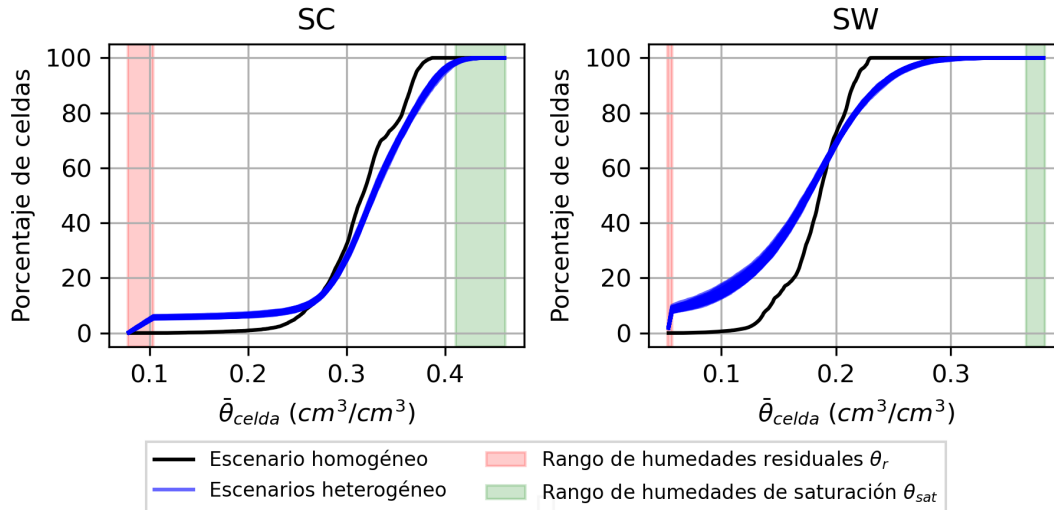 SC
SW
Porcentaje de celdas
100
80
60
40
20
0
0.1
0.2
0.3
0.4
θ̄celda (cm³/cm³)
Porcentaje de celdas
100
80
60
40
20
0
0.1
0.2
0.3
θ̄celda (cm³/cm³)
Escenario homogéneo
Escenarios heterogéneo
Rango de humedades residuales θr
Rango de humedades de saturación θsat